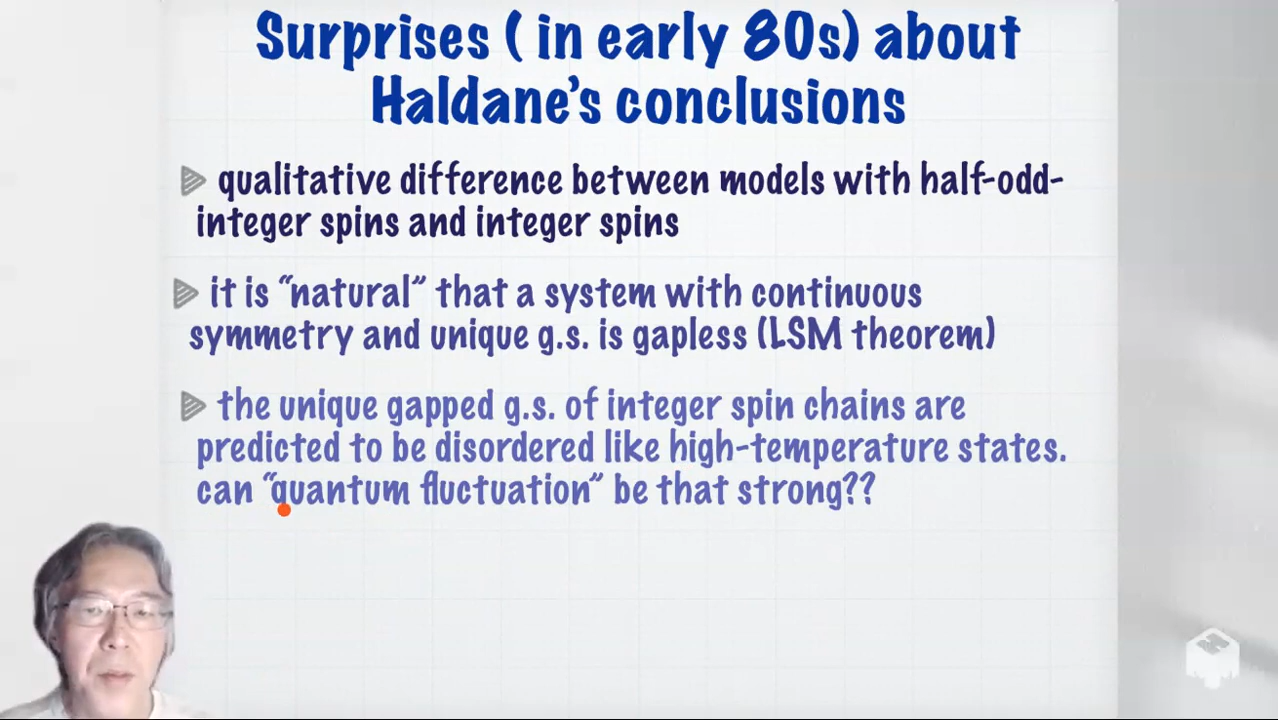 Surprises ( in early 80s) about
Haldane's conclusions
qualitative difference between models with half-odd-
integer spins and integer spins
it is “natural” that a system with continuous
symmetry and unique g.s. is gapless (LSM theorem)
the unique gapped g.s. of integer spin chains are
predicted to be disordered like high-temperature states.
can “quantum fluctuation” be that strong??